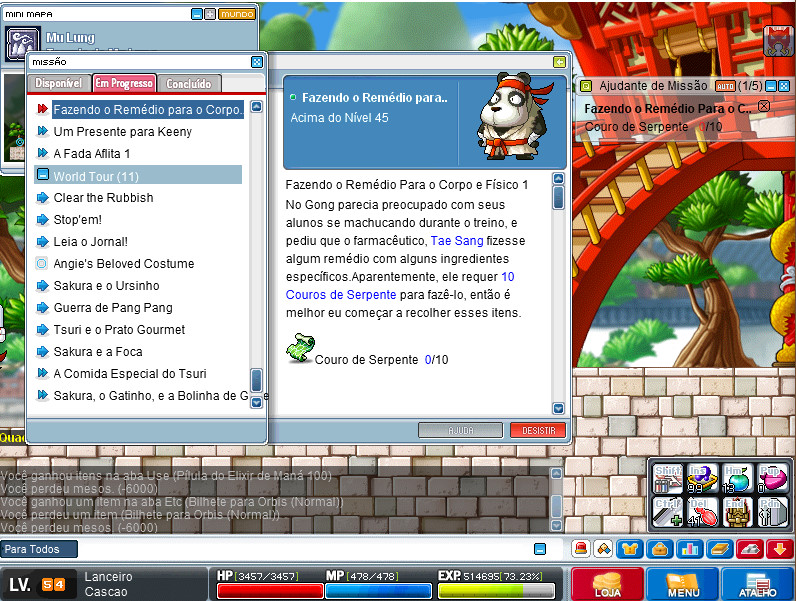 MINI MAPA
MUNDO
Mu Lung
MISSÃO
Disponível
Em Progresso
Concluído
Fazendo o Remédio para o Corpo.
Um Presente para Keeny
A Fada Aflita 1
World Tour (11)
Clear the Rubbish
Stop'em!
Leia o Jornal!
Angie's Beloved Costume
Sakura e o Ursinho
Guerra de Pang Pang
Tsuri e o Prato Gourmet
Sakura e a Foca
A Comida Especial do Tsuri
Sakura, o Gatinho, e a Bolinha de G
Fazendo o Remédio para..
Acima do Nível 45
Fazendo o Remédio Para o Corpo e Físico 1
No Gong parecia preocupado com seus
alunos se machucando durante o treino, e
pediu que o farmacêutico, Tae Sang fizesse
algum remédio com alguns ingredientes
específicos.Aparentemente, ele requer 10
Couros de Serpente para fazê-lo, então é
melhor eu começar a recolher esses itens.
Couro de Serpente 0/10
AJUDA
DESISTIR
Ajudante de Missão AUTO (1/5)
Fazendo o Remédio Para o C..
Couro de Serpente 0/10
Você ganhou itens na aba Use (Pílula do Elixir de Maná 100)
Você perdeu mesos. (-6000)
Você ganhou um item na aba Etc (Bilhete para Orbis (Normal))
Você perdeu um item (Bilhete para Orbis (Normal))
Você perdeu mesos. (-6000)
Para Todos
Shift Ins Hm Pup
Ctrl Del End Pdn
LV. 54
Lanceiro
Cascao
HP[3457/3457]
MP[478/478]
EXP 514695[73.23%]
LOJA
MENU
ATALHO